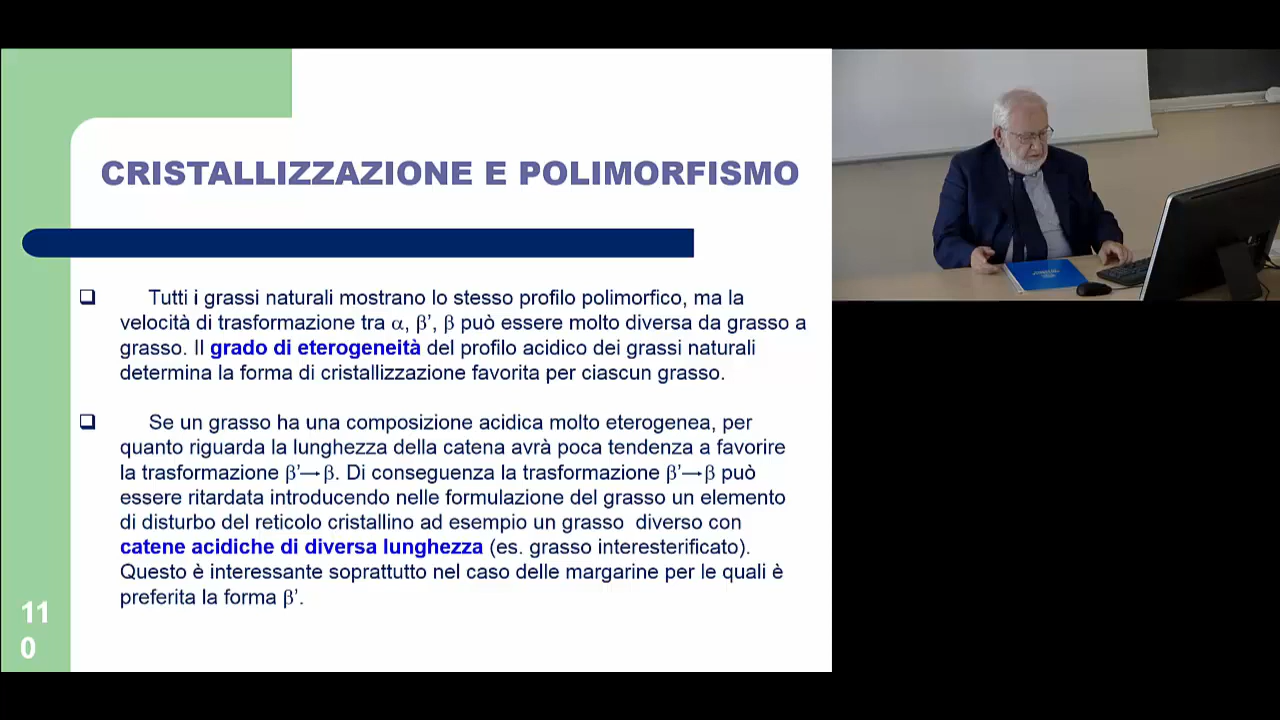 CRISTALLIZZAZIONE E POLIMORFISMO
Tutti i grassi naturali mostrano lo stesso profilo polimorfico, ma la
velocità di trasformazione tra α, β', β può essere molto diversa da grasso a
grasso. Il grado di eterogeneità del profilo acidico dei grassi naturali
determina la forma di cristallizzazione favorita per ciascun grasso.
Se un grasso ha una composizione acidica molto eterogenea, per
quanto riguarda la lunghezza della catena avrà poca tendenza a favorire
la trasformazione β'→β. Di conseguenza la trasformazione β'→β può
essere ritardata introducendo nelle formulazione del grasso un elemento
di disturbo del reticolo cristallino ad esempio un grasso diverso con
catene acidiche di diversa lunghezza (es. grasso interesterificato).
Questo è interessante soprattutto nel caso delle margarine per le quali è
preferita la forma β'.
11
0